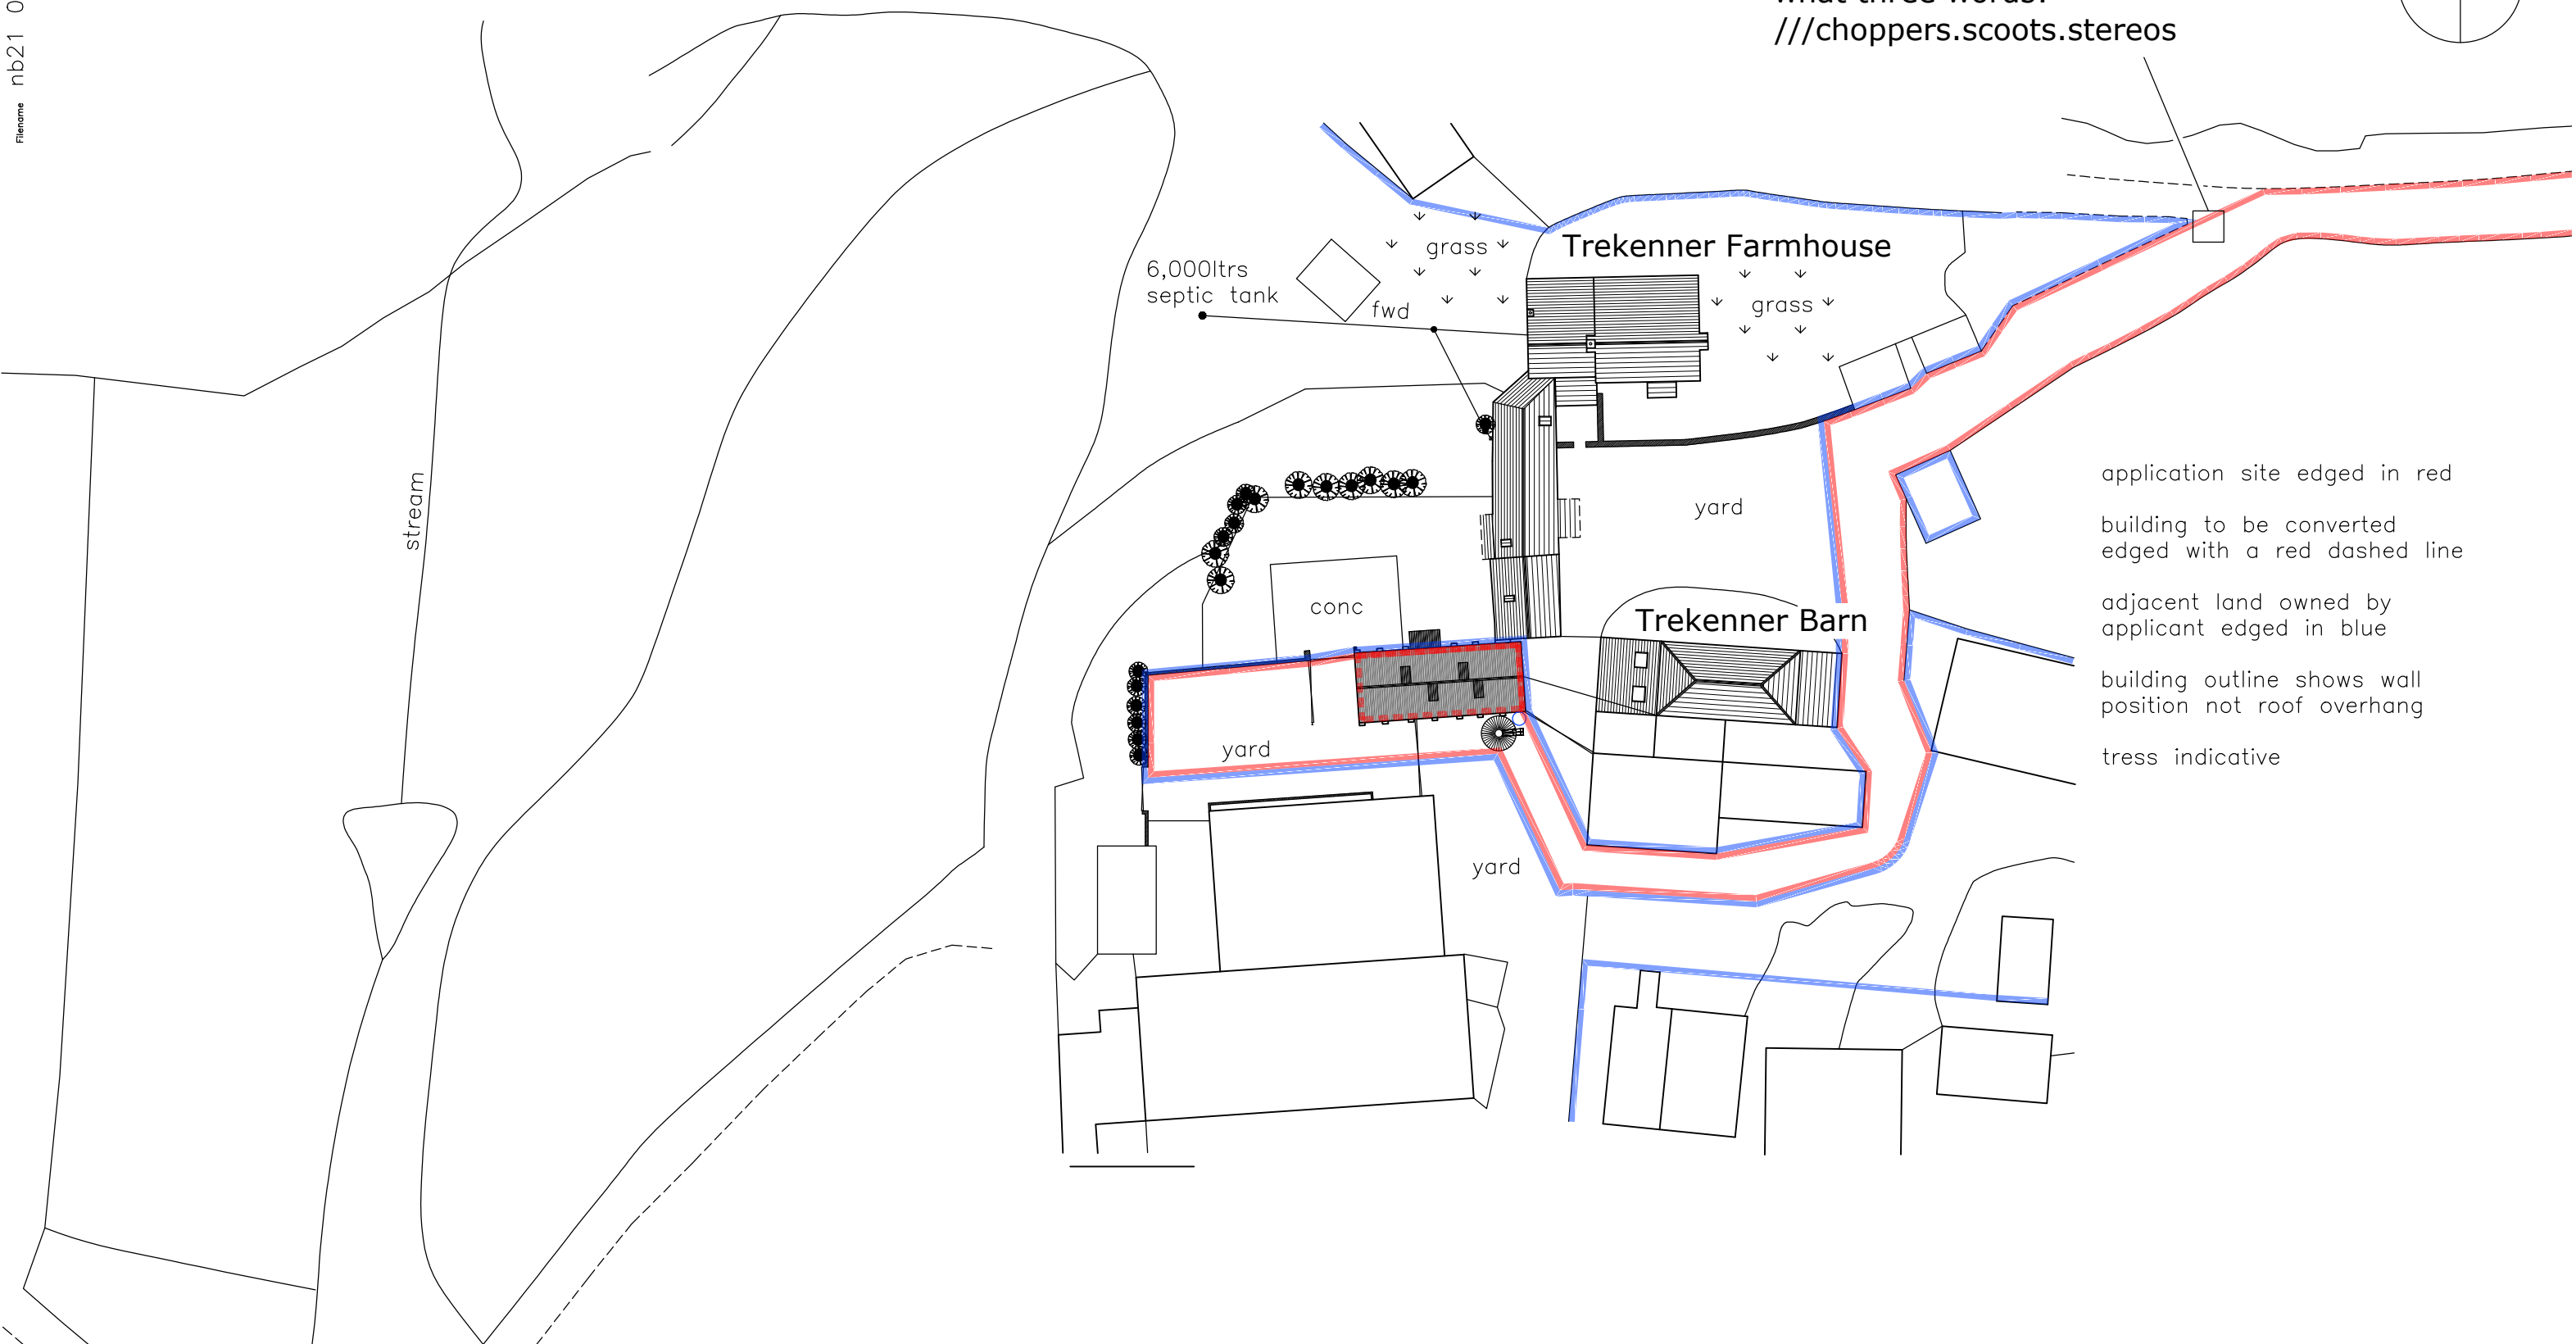 Filename nb21 0
///choppers.scoots.stereos
Trekenner Farmhouse
grass
6,000ltrs
septic tank
fwd
grass
stream
yard
conc
Trekenner Barn
yard
yard
application site edged in red
building to be converted
edged with a red dashed line
adjacent land owned by
applicant edged in blue
building outline shows wall
position not roof overhang
tress indicative